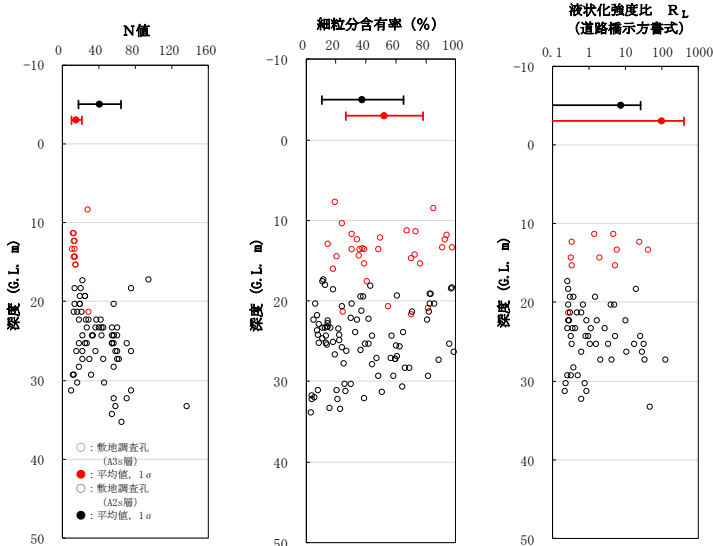 N値
0 40 80 120 160
-10
0
10
20
30
40
50
深度 (G.L. m)
○：敷地調査孔
(A3s層)
●：平均値, 1σ
○：敷地調査孔
(A2s層)
●：平均値, 1σ
細粒分含有率 (%)
0 20 40 60 80 100
-10
0
10
20
30
40
50
深度 (G.L. m)
液状化強度比 RL
(道路橋示方書式)
0.1 1 10 100 1000
-10
0
10
20
30
40
50
深度 (G.L. m)